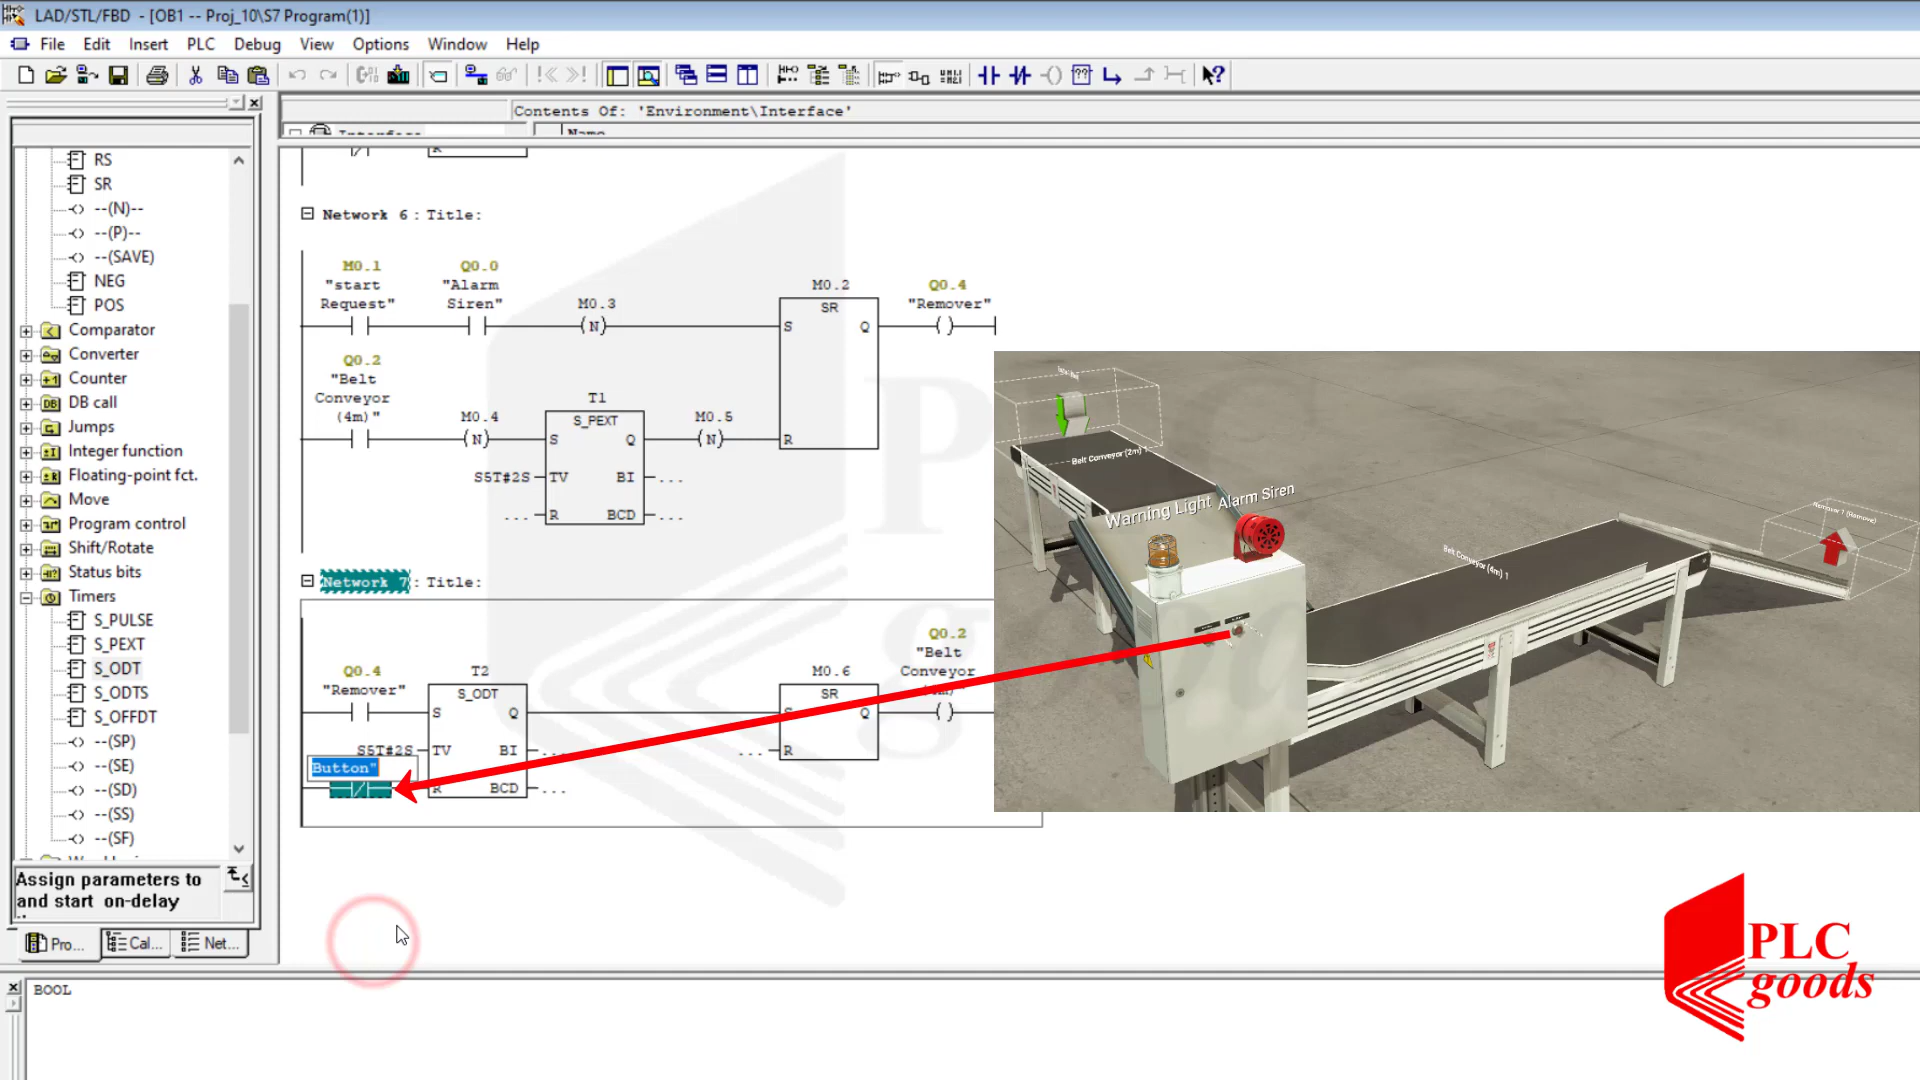 LAD/STL/FBD - [OB1 -- Proj_10\S7 Program(1)]
File Edit Insert PLC Debug View Options Window Help
Contents Of: 'Environment\Interface'
Interface
Name
RS
SR
--(N)--
--(P)--
--(SAVE)
NEG
POS
Comparator
Converter
Counter
DB call
Jumps
Integer function
Floating-point fct.
Move
Program control
Shift/Rotate
Status bits
Timers
S_PULSE
S_PEXT
S_ODT
S_ODTS
S_OFFDT
--(SP)
--(SE)
--(SD)
--(SS)
--(SF)
Assign parameters to
and start on-delay
Pro... Cal... Net...
BOOL
R
Network 6 : Title:
M0.1
"start
Request"
Q0.0
"Alarm
Siren"
M0.3
(N)
M0.2
SR
S Q
R
Q0.4
"Remover"
Q0.2
"Belt
Conveyor
(4m)"
M0.4
(N)
T1
S_PEXT
S Q
S5T#2S TV BI ...
... R BCD ...
M0.5
(N)
Network 7 : Title:
Q0.4
"Remover"
T2
S_ODT
S Q
S5T#2S TV BI ...
Button"
R BCD ...
M0.6
SR
S Q
... R
Q0.2
"Belt
Conveyor
Belt Conveyor (2m) 1
Warning Light Alarm Siren
Belt Conveyor (4m) 1
Remover 1 (Remove)
PLC
goods